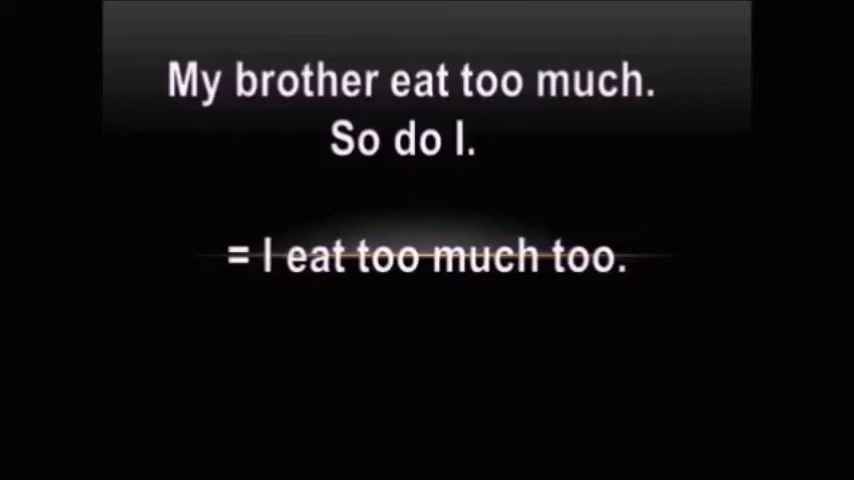 My brother eat too much.
So do I.
= I eat too much too.